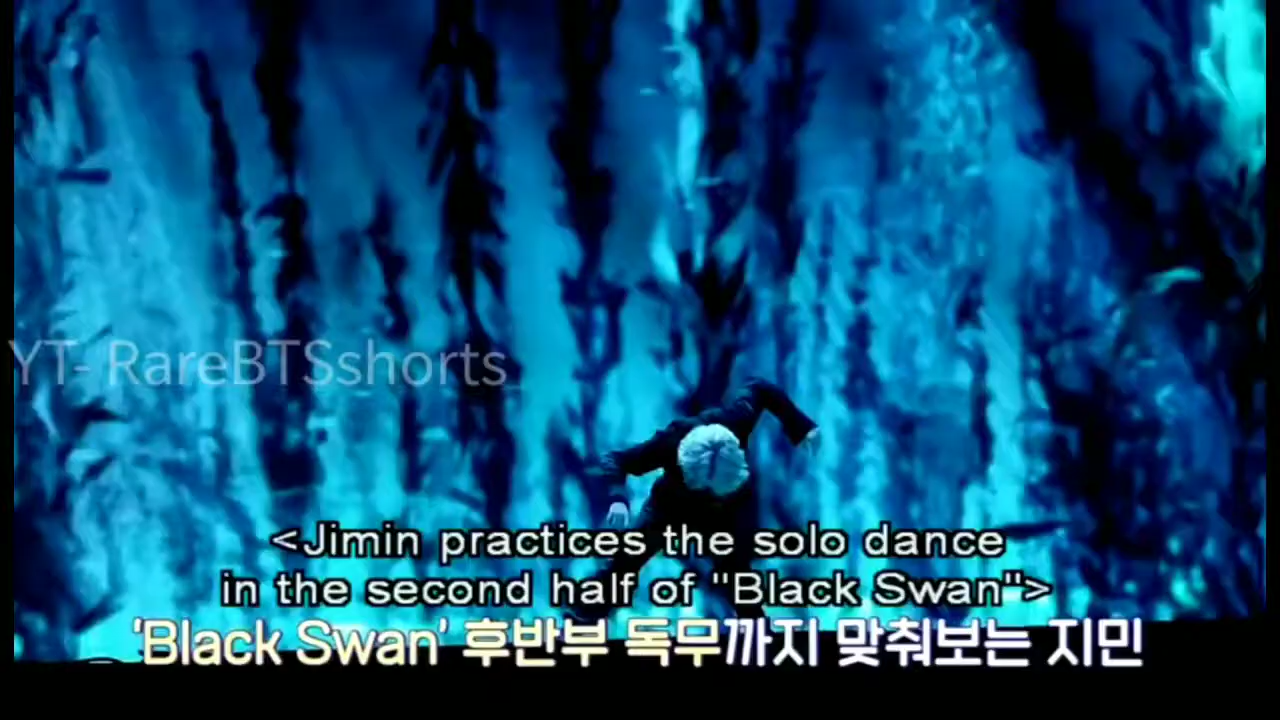 YT- RareBTSshorts
<Jimin practices the solo dance
in the second half of "Black Swan">
'Black Swan' 후반부 독무까지 맞춰보는 지민